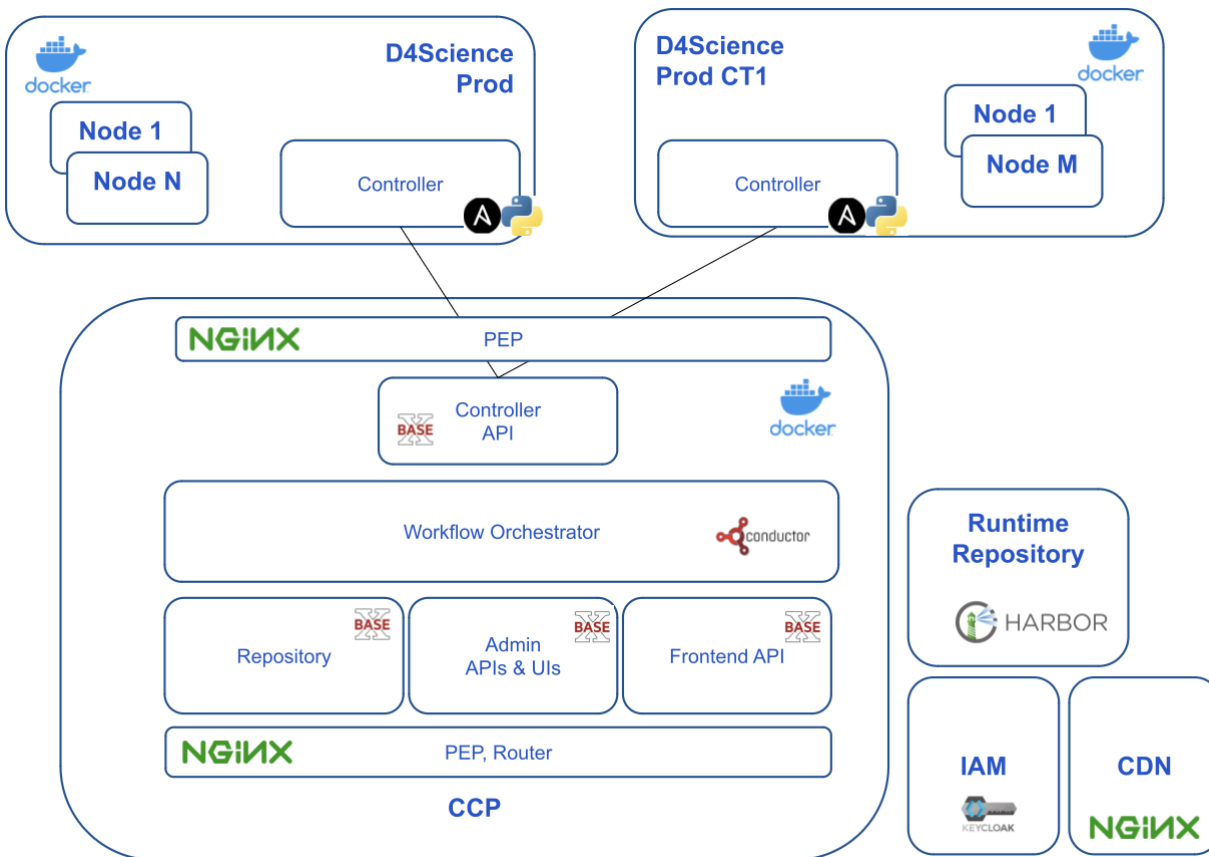 docker
D4Science
Prod
Node 1
Node N
Controller
A
D4Science
Prod CT1
docker
Node 1
Node M
Controller
A
NGINX
PEP
Controller
API
BASE X
docker
Workflow Orchestrator
conductor
Repository
BASE X
Admin
APIs & UIs
BASE X
Frontend API
BASE X
NGINX
PEP, Router
CCP
Runtime
Repository
HARBOR
IAM
KEYCLOAK
CDN
NGINX